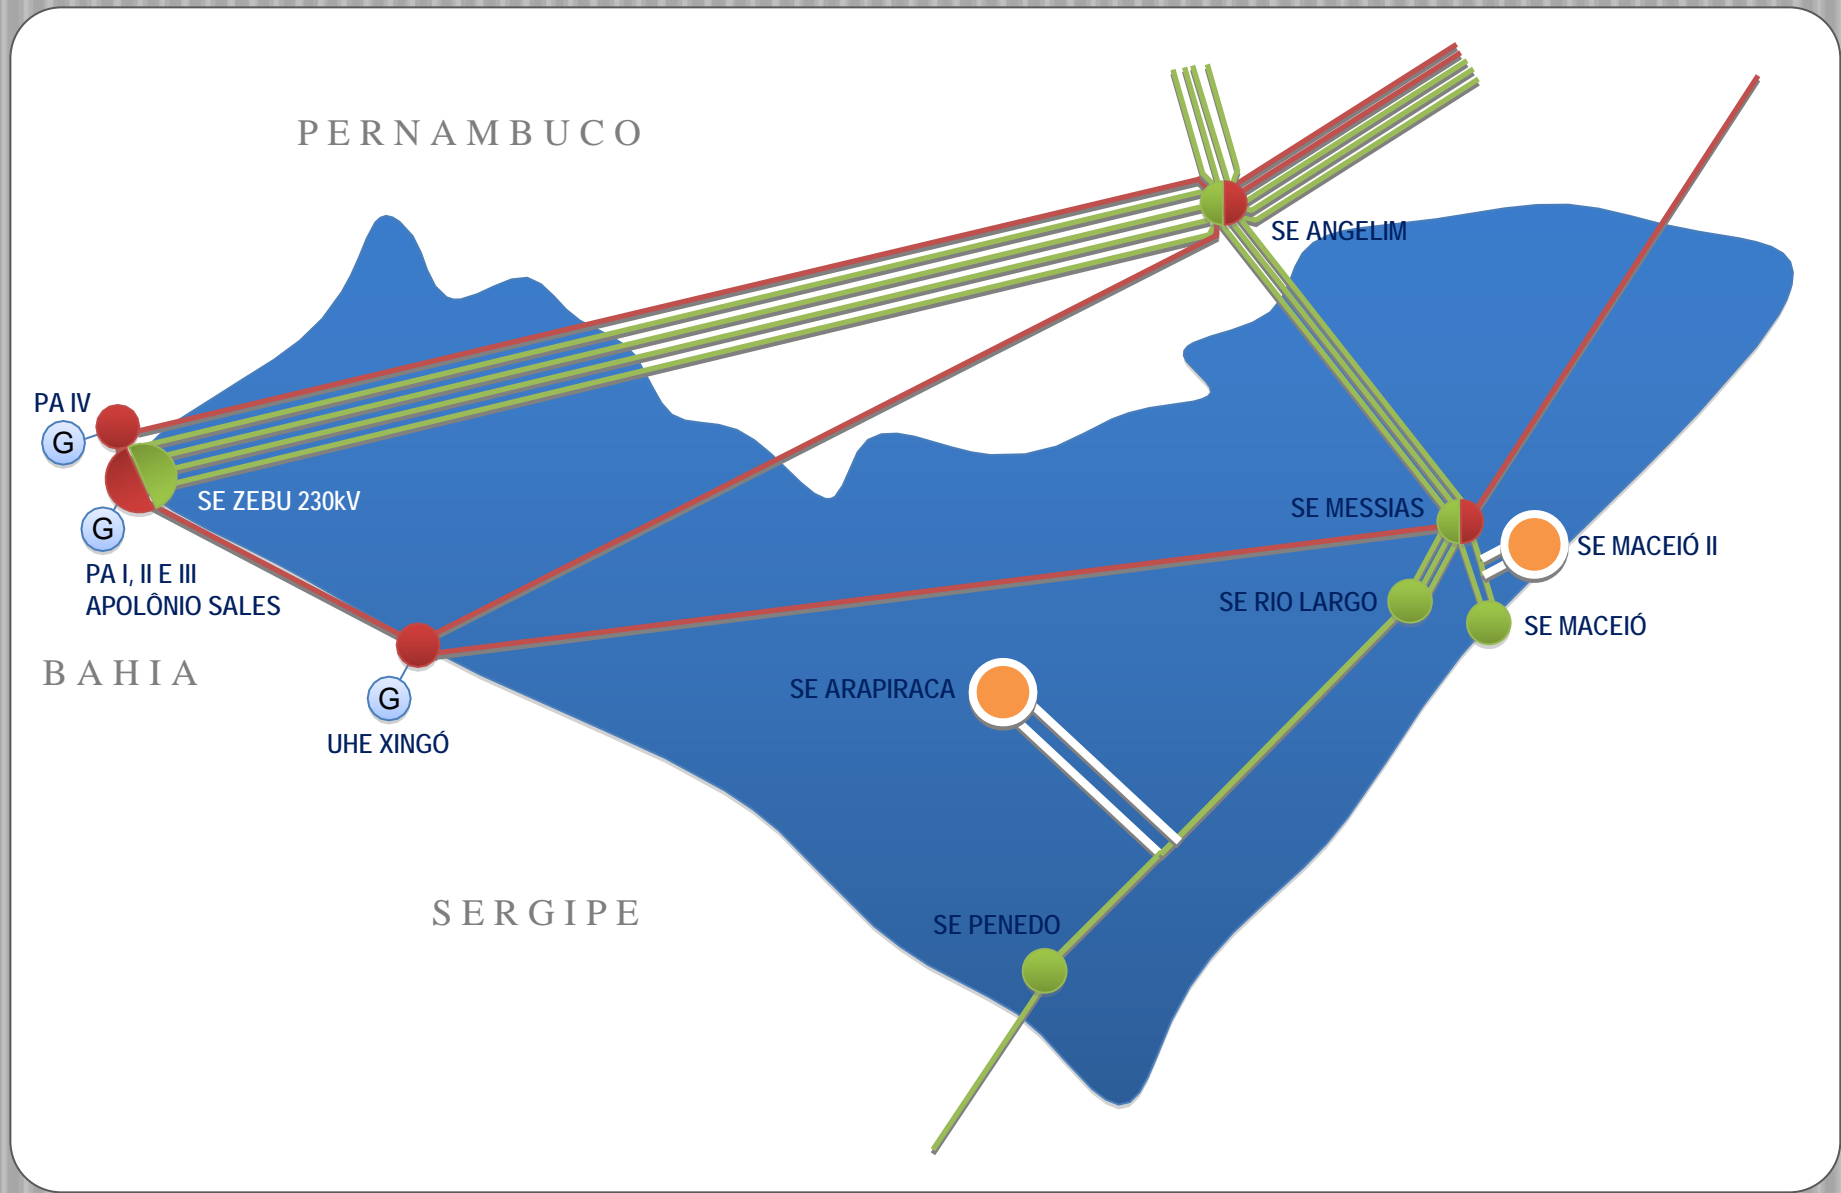 PERNAMBUCO
SE ANGELIM
PA IV
G
SE ZEBU 230kV
G
PA I, II E III
APOLÔNIO SALES
SE MESSIAS
SE MACEIÓ II
SE RIO LARGO
SE MACEIÓ
BAHIA
G
UHE XINGÓ
SE ARAPIRACA
SERGIPE
SE PENEDO